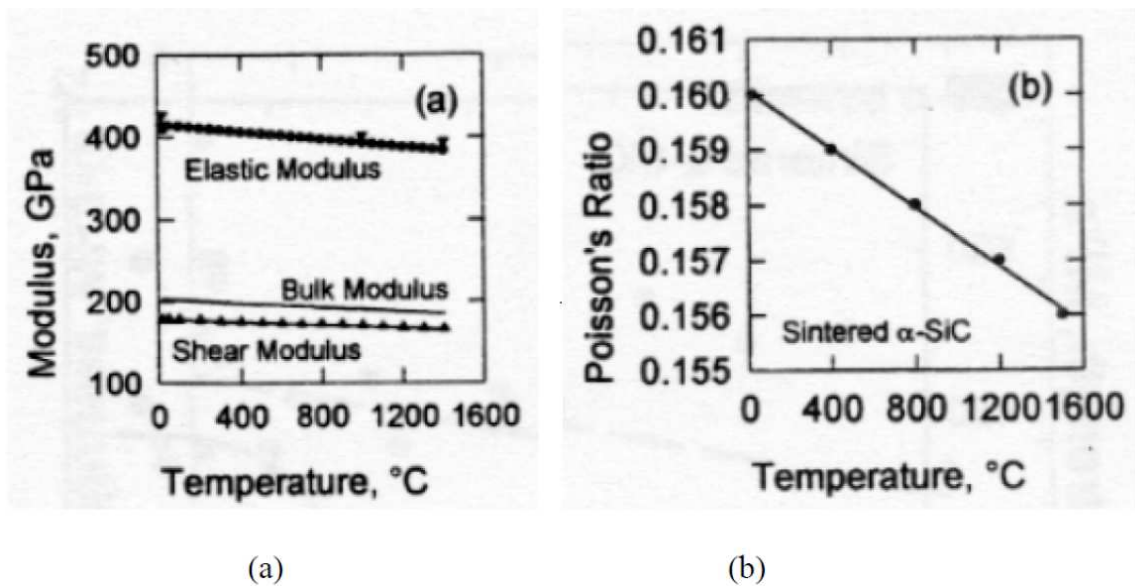 500
400
300
200
100
Modulus, GPa
(a)
Elastic Modulus
Bulk Modulus
Shear Modulus
0 400 800 1200 1600
Temperature, °C
0.161
0.160
0.159
0.158
0.157
0.156
0.155
Poisson's Ratio
(b)
Sintered α-SiC
0 400 800 1200 1600
Temperature, °C
(a)
(b)